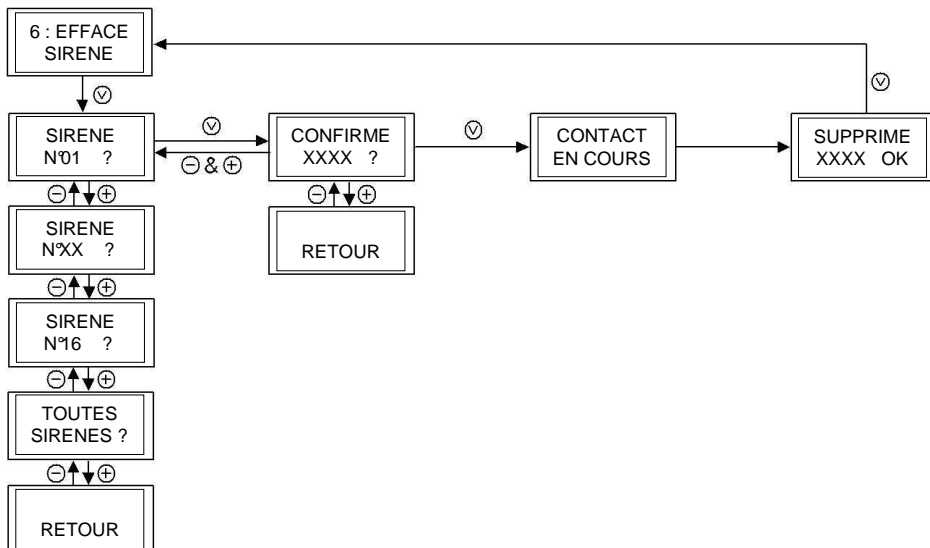 6 : EFFACE
SIRENE
V
SIRENE
N°01 ?
V
- & +
CONFIRME
XXXX ?
V
CONTACT
EN COURS
SUPPRIME
XXXX OK
V
- +
SIRENE
N°XX ?
- +
RETOUR
- +
SIRENE
N°16 ?
- +
TOUTES
SIRENES ?
- +
RETOUR